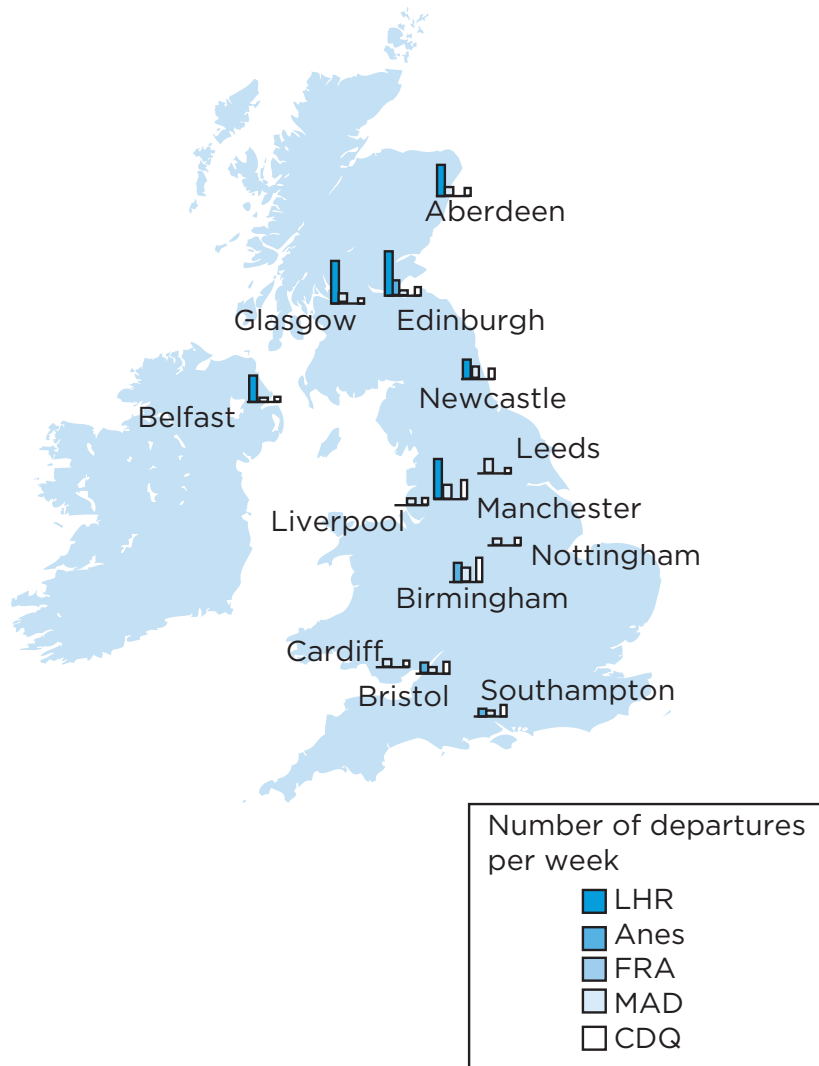 Aberdeen
Glasgow
Edinburgh
Belfast
Newcastle
Leeds
Liverpool
Manchester
Nottingham
Birmingham
Cardiff
Bristol
Southampton
Number of departures
per week
LHR
Anes
FRA
MAD
CDQ